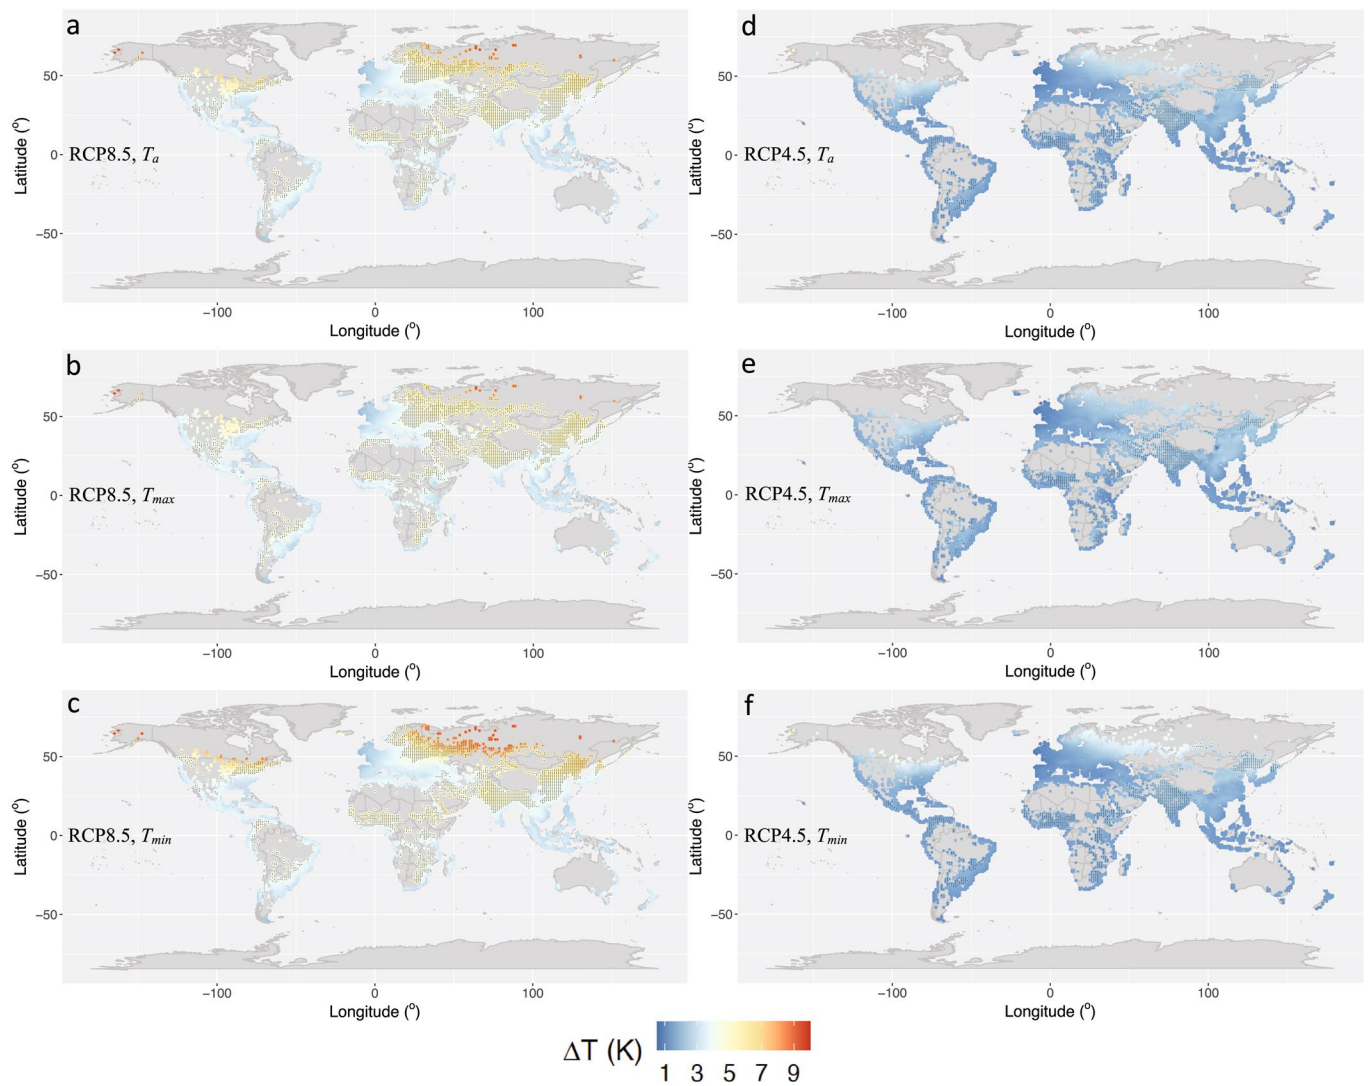 a
Latitude (°)
50
0
−50
RCP8.5, Ta
−100 0 100
Longitude (°)
d
Latitude (°)
50
0
−50
RCP4.5, Ta
−100 0 100
Longitude (°)
b
Latitude (°)
50
0
−50
RCP8.5, Tmax
−100 0 100
Longitude (°)
e
Latitude (°)
50
0
−50
RCP4.5, Tmax
−100 0 100
Longitude (°)
c
Latitude (°)
50
0
−50
RCP8.5, Tmin
−100 0 100
Longitude (°)
f
Latitude (°)
50
0
−50
RCP4.5, Tmin
−100 0 100
Longitude (°)
ΔT (K)
1 3 5 7 9